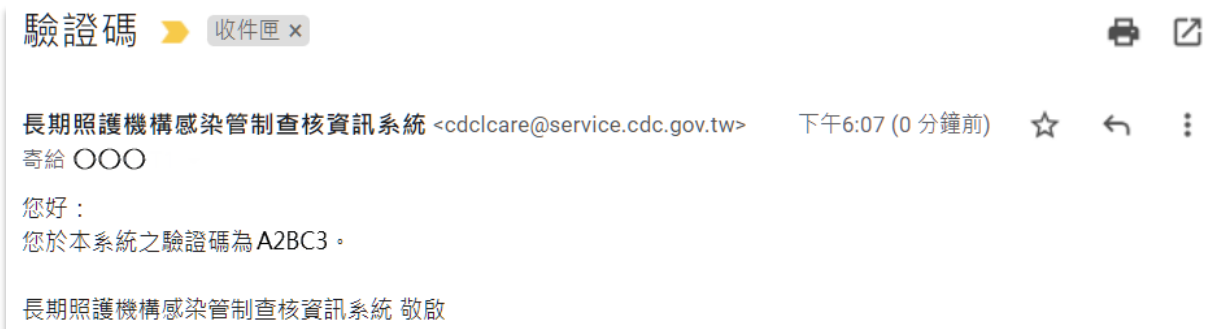 驗證碼 收件匣 ×
長期照護機構感染管制查核資訊系統 <cdclcare@service.cdc.gov.tw> 下午6:07 (0 分鐘前)
寄給 〇〇〇
您好：
您於本系統之驗證碼為A2BC3。
長期照護機構感染管制查核資訊系統 敬啟